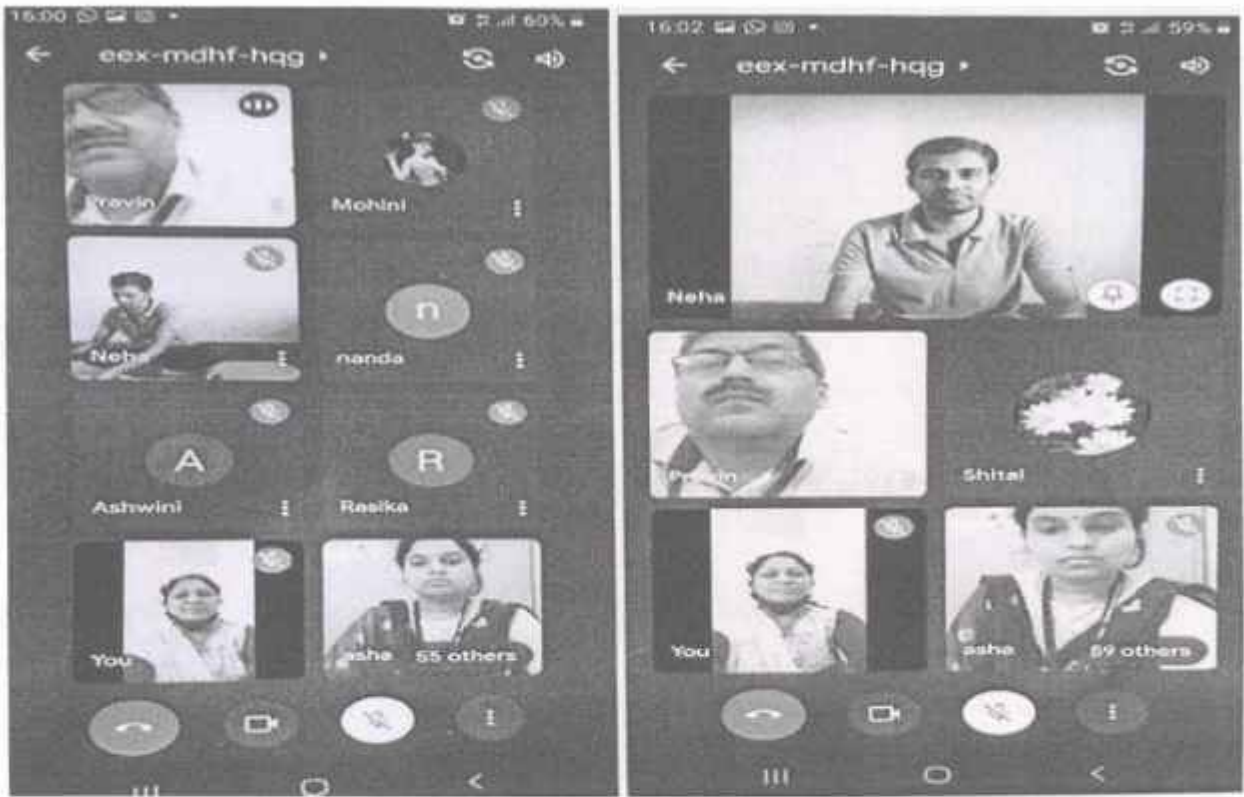 16:00
60%
eex-mdhf-hqg
Pravin
Mohini
Neha
n
nanda
A
R
Ashwini
Rasika
You
asha
55 others
16:02
59%
eex-mdhf-hqg
Neha
Pravin
Shital
You
asha
59 others